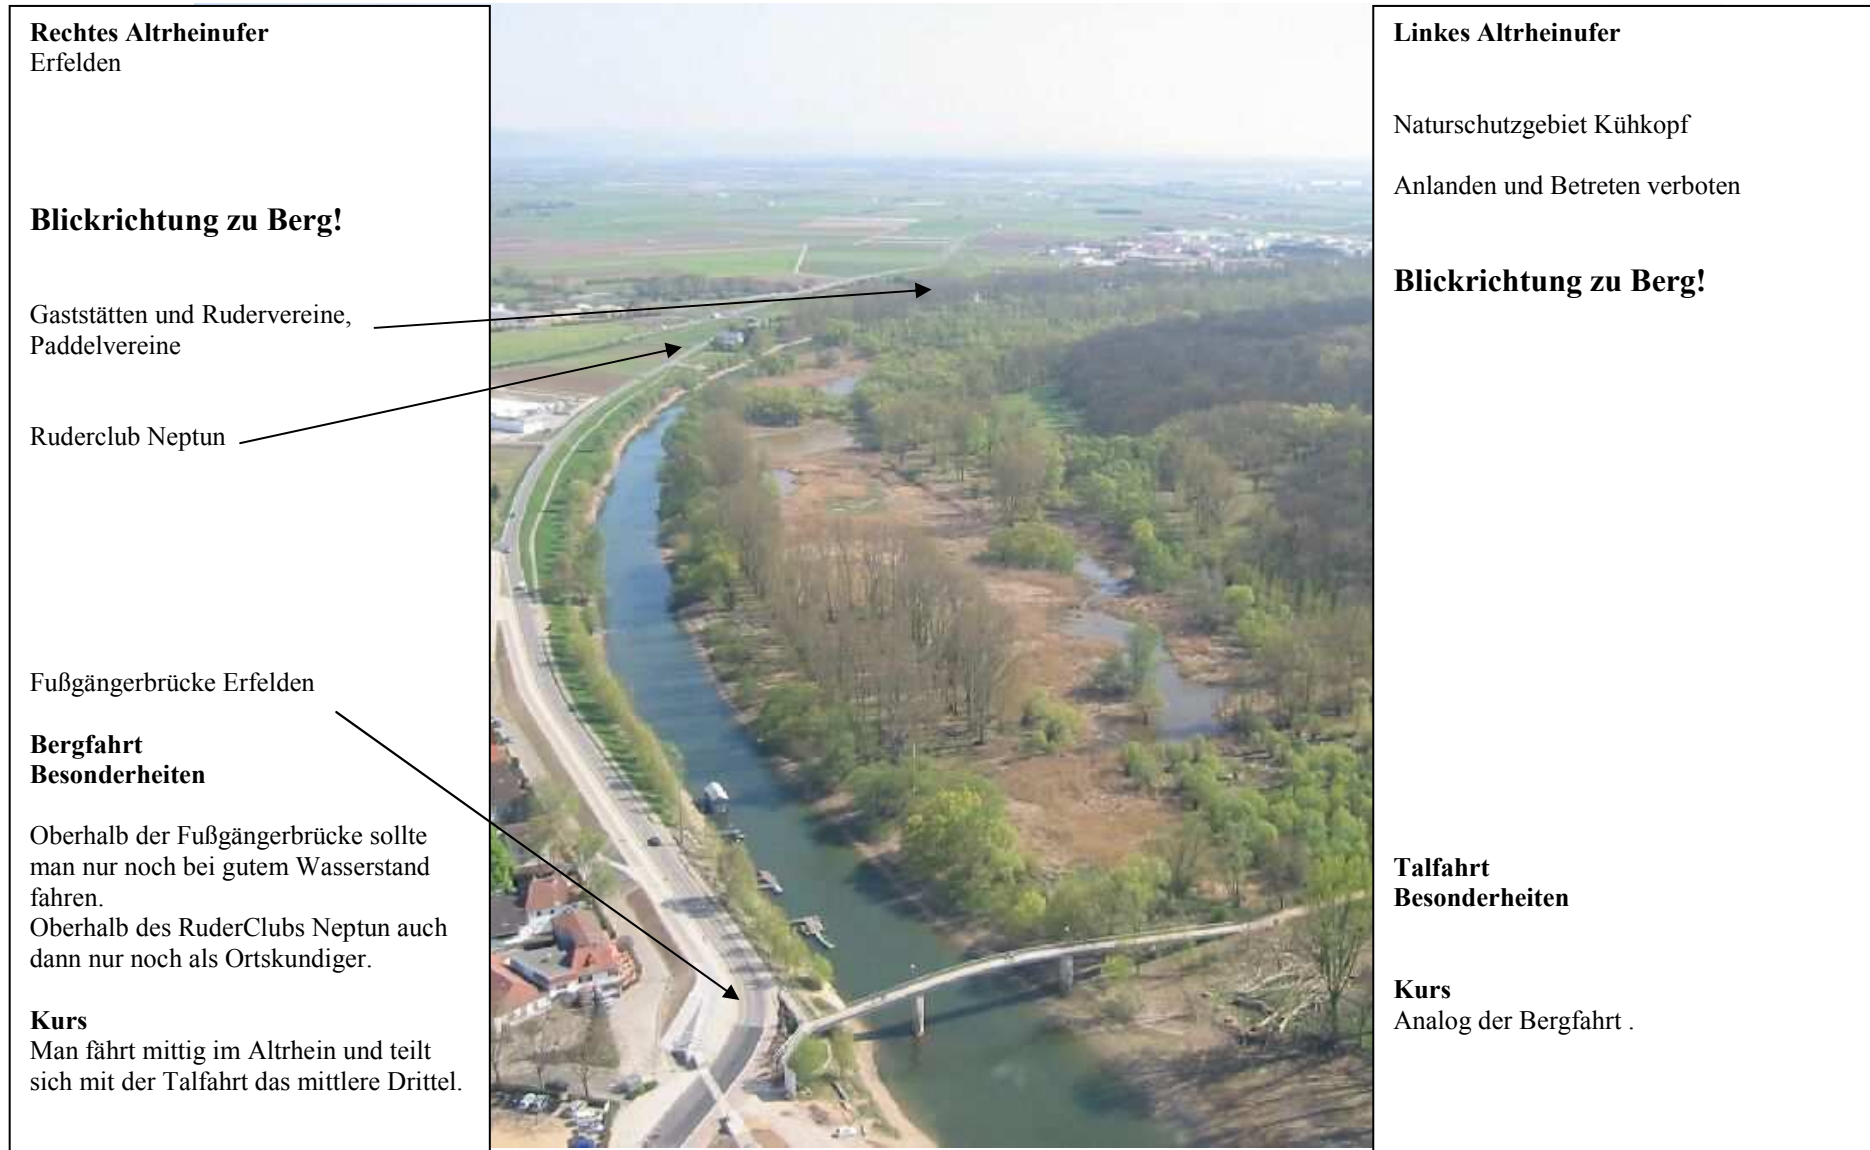 Rechtes Altrheinufer
Erfelden
Blickrichtung zu Berg!
Gaststätten und Rudervereine,
Paddelvereine
Ruderclub Neptun
Fußgängerbrücke Erfelden
Bergfahrt
Besonderheiten
Oberhalb der Fußgängerbrücke sollte
man nur noch bei gutem Wasserstand
fahren.
Oberhalb des RuderClubs Neptun auch
dann nur noch als Ortskundiger.
Kurs
Man fährt mittig im Altrhein und teilt
sich mit der Talfahrt das mittlere Drittel.
Linkes Altrheinufer
Naturschutzgebiet Kühkopf
Anlanden und Betreten verboten
Blickrichtung zu Berg!
Talfahrt
Besonderheiten
Kurs
Analog der Bergfahrt .